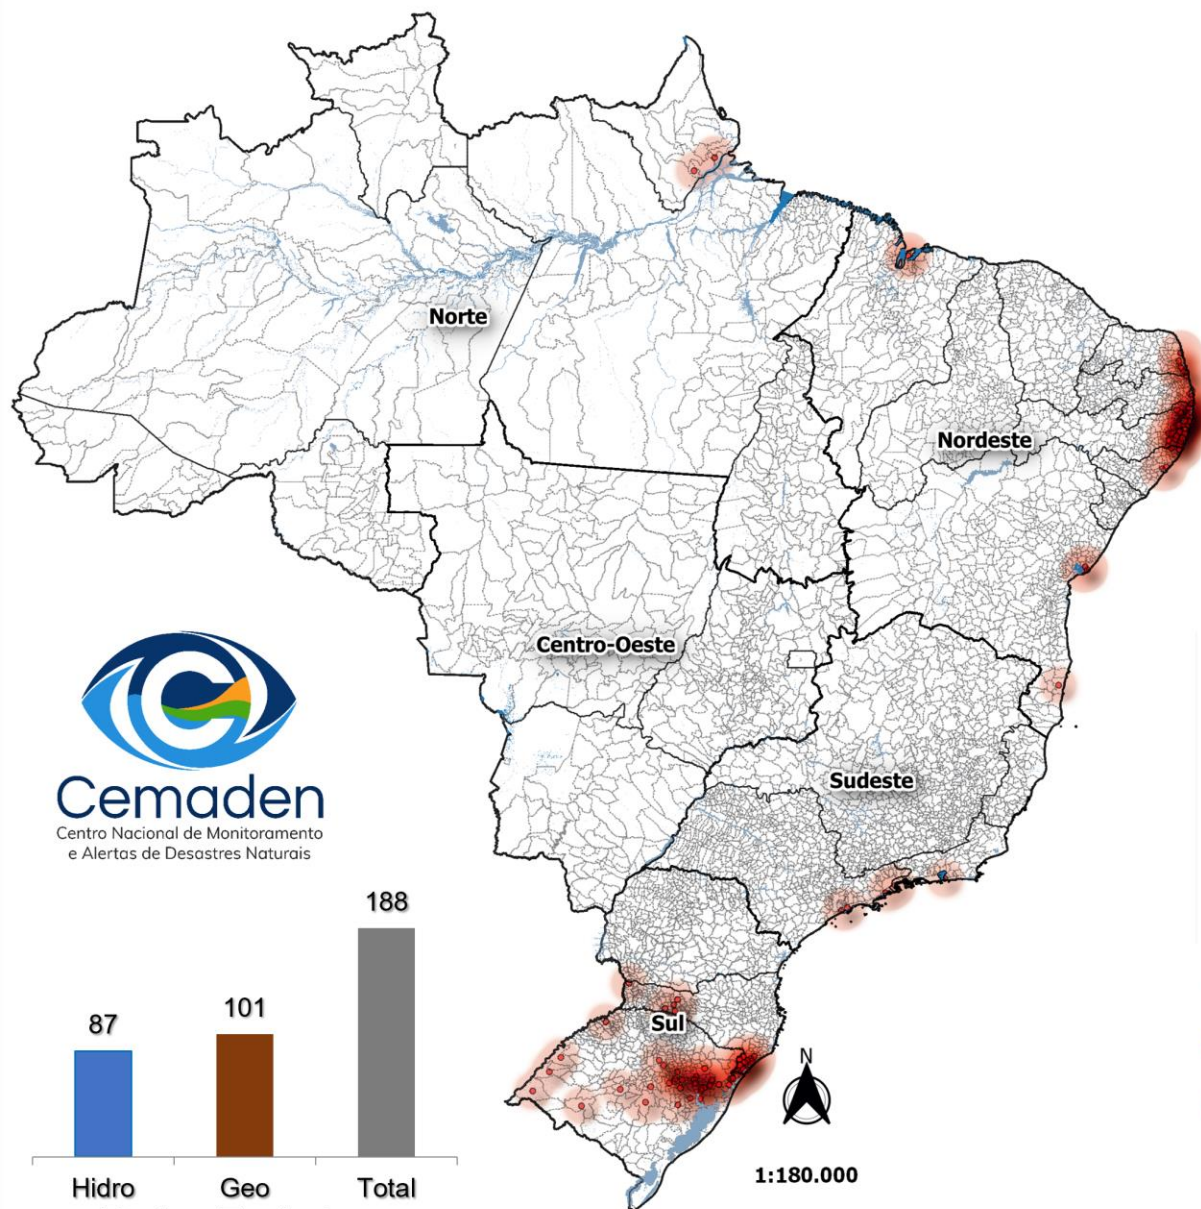 Norte
Nordeste
Centro-Oeste
Sudeste
Cemaden
Centro Nacional de Monitoramento
e Alertas de Desastres Naturais
188
101
87
Sul
N
1:180.000
Hidro
Geo
Total